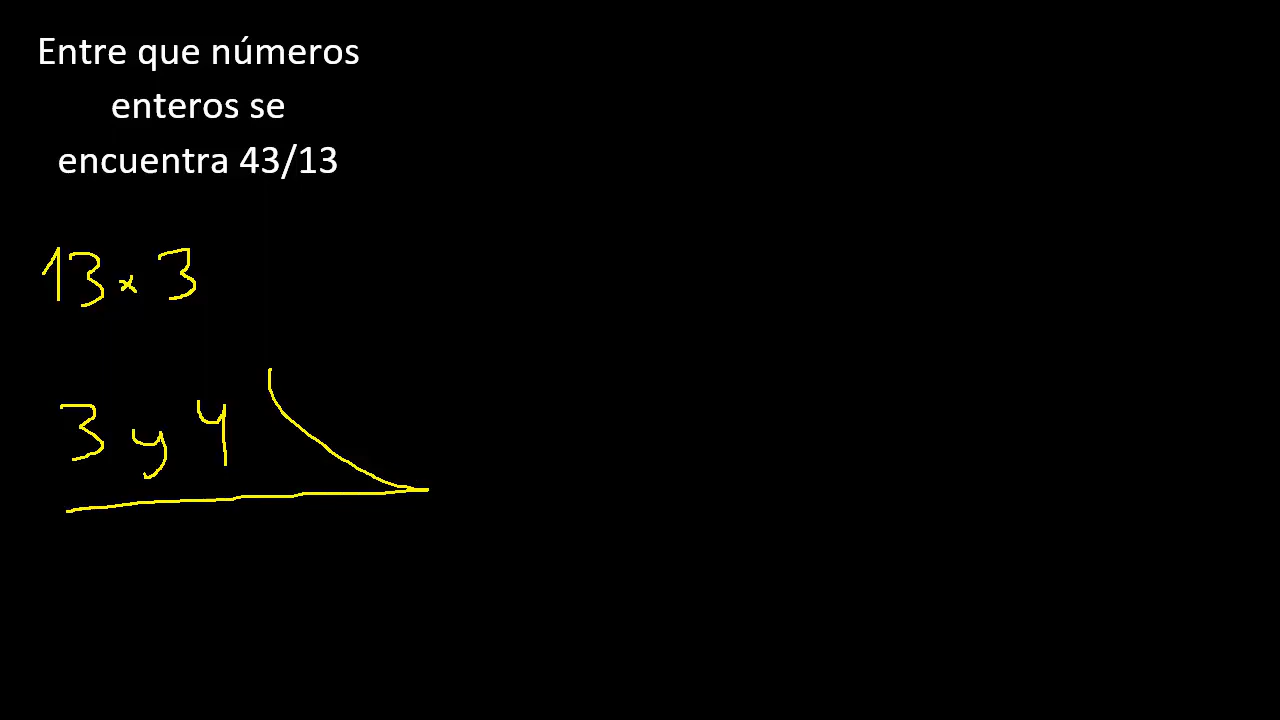 Entre que números
enteros se
encuentra 43/13
13 x 3
3 y 4